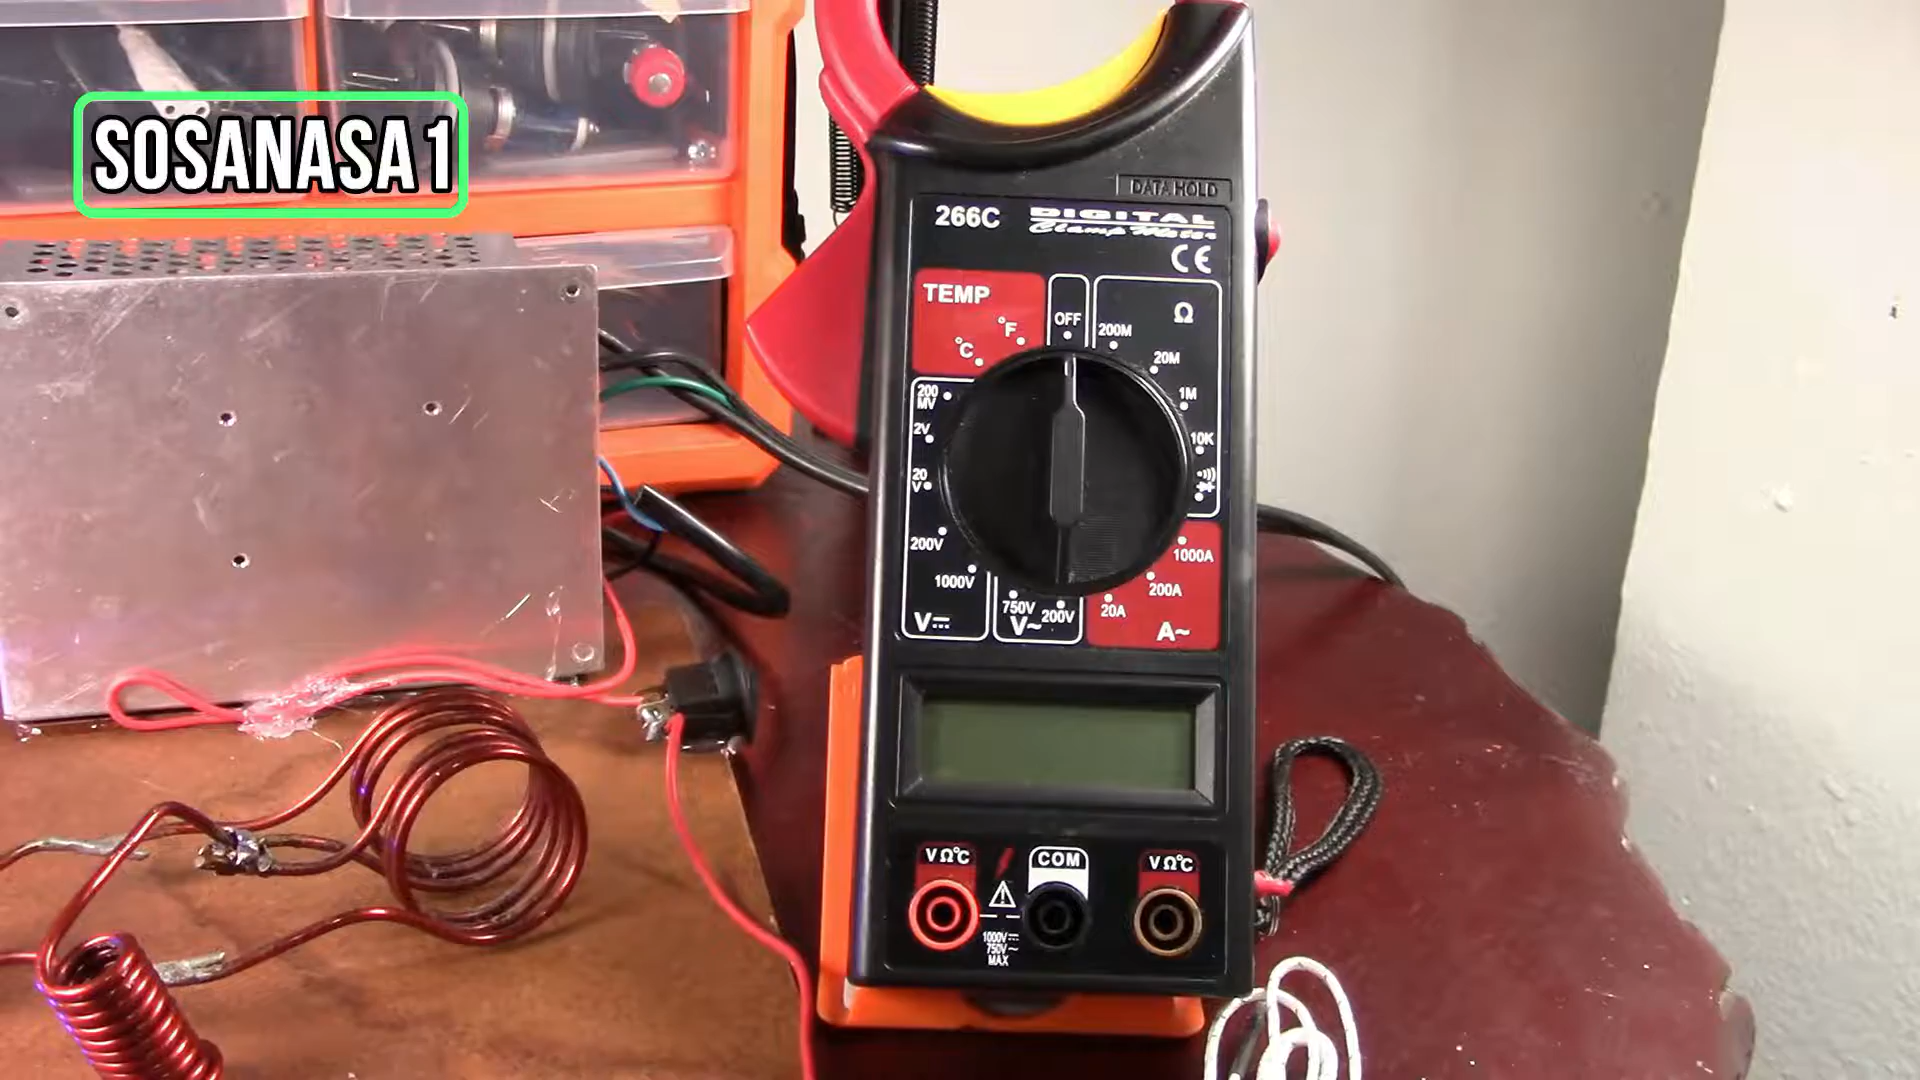 SOSANASA 1
DATA HOLD
266C DIGITAL
Clamp Meter
CE
TEMP
°F
°C
OFF
Ω
200M
20M
1M
10K
200
MV
2V
20
V
200V
1000V
V
750V
200V
V~
1000A
200A
20A
A~
VΩ°C
COM
VΩ°C
1000V
750V~
MAX